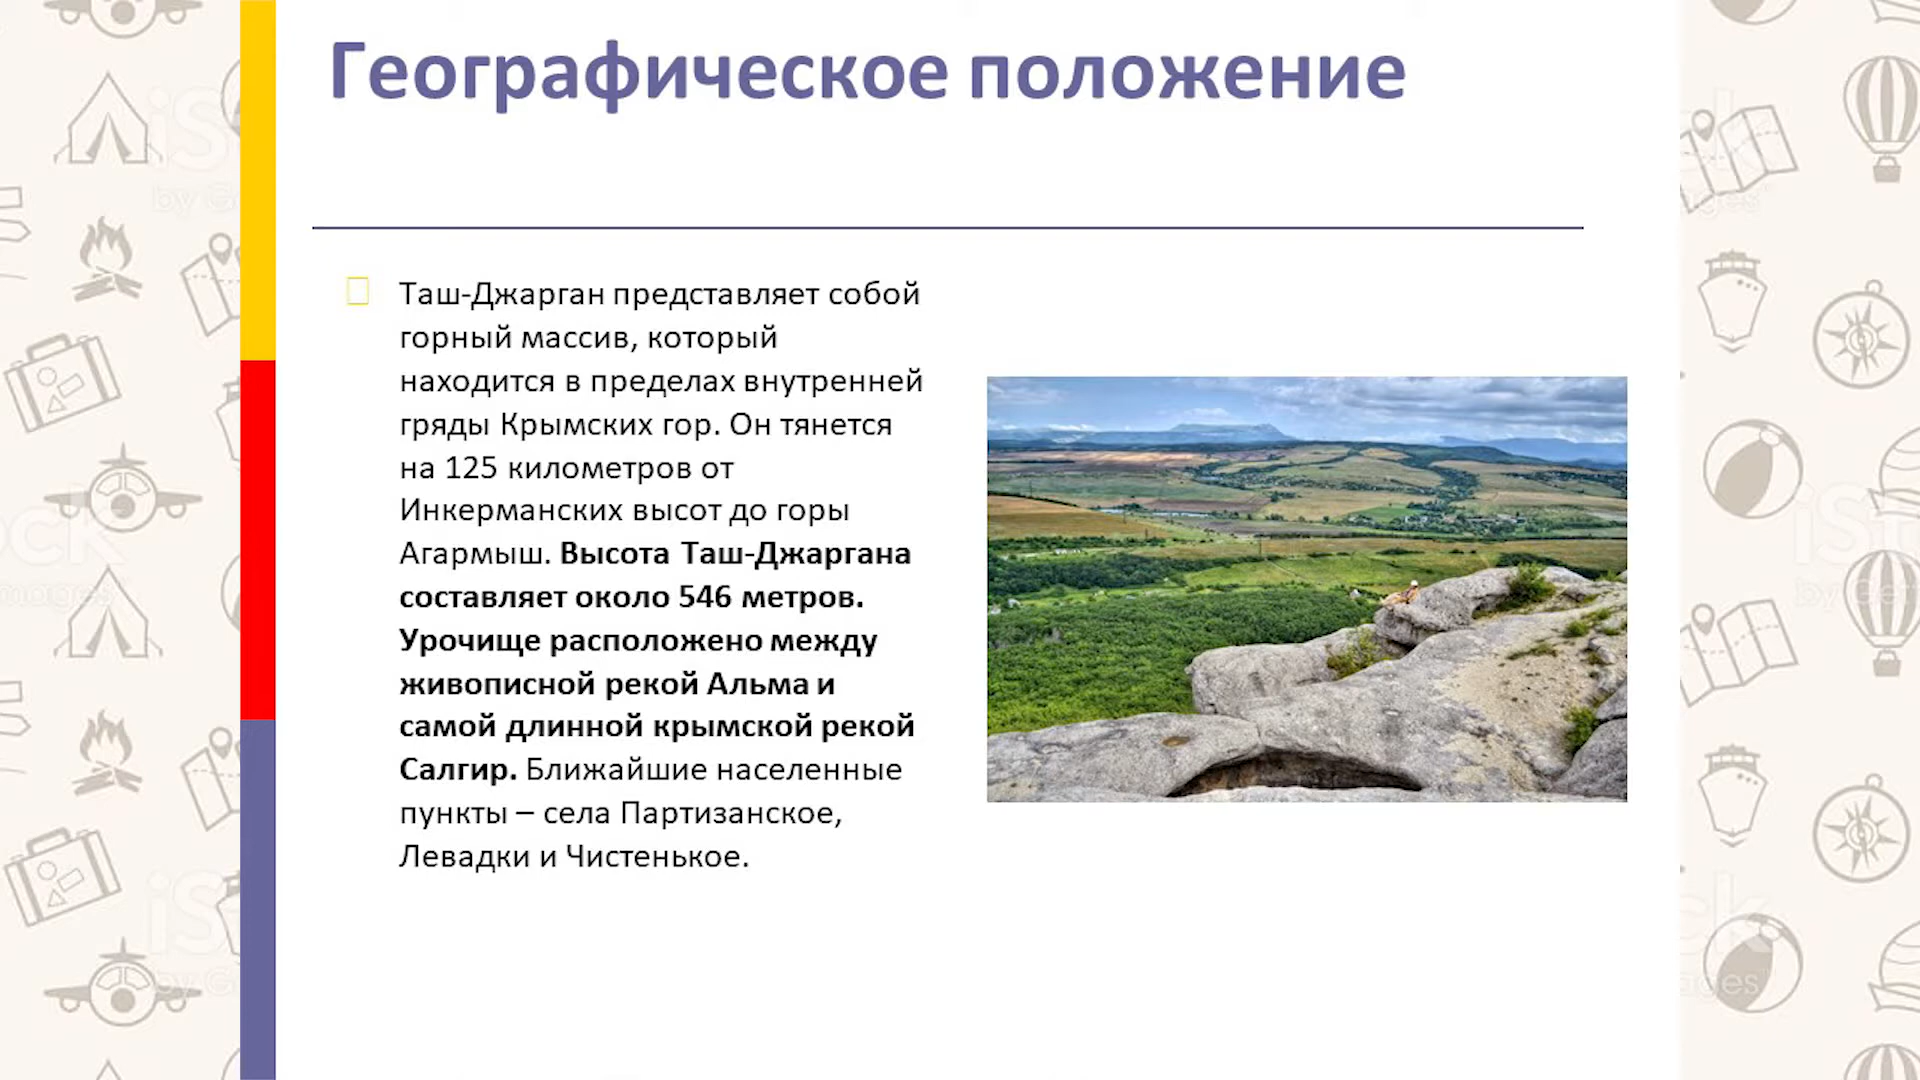 Географическое положение
Таш-Джарган представляет собой
горный массив, который
находится в пределах внутренней
гряды Крымских гор. Он тянется
на 125 километров от
Инкерманских высот до горы
Агармыш. Высота Таш-Джаргана
составляет около 546 метров.
Урочище расположено между
живописной рекой Альма и
самой длинной крымской рекой
Салгир. Ближайшие населенные
пункты – села Партизанское,
Левадки и Чистенькое.